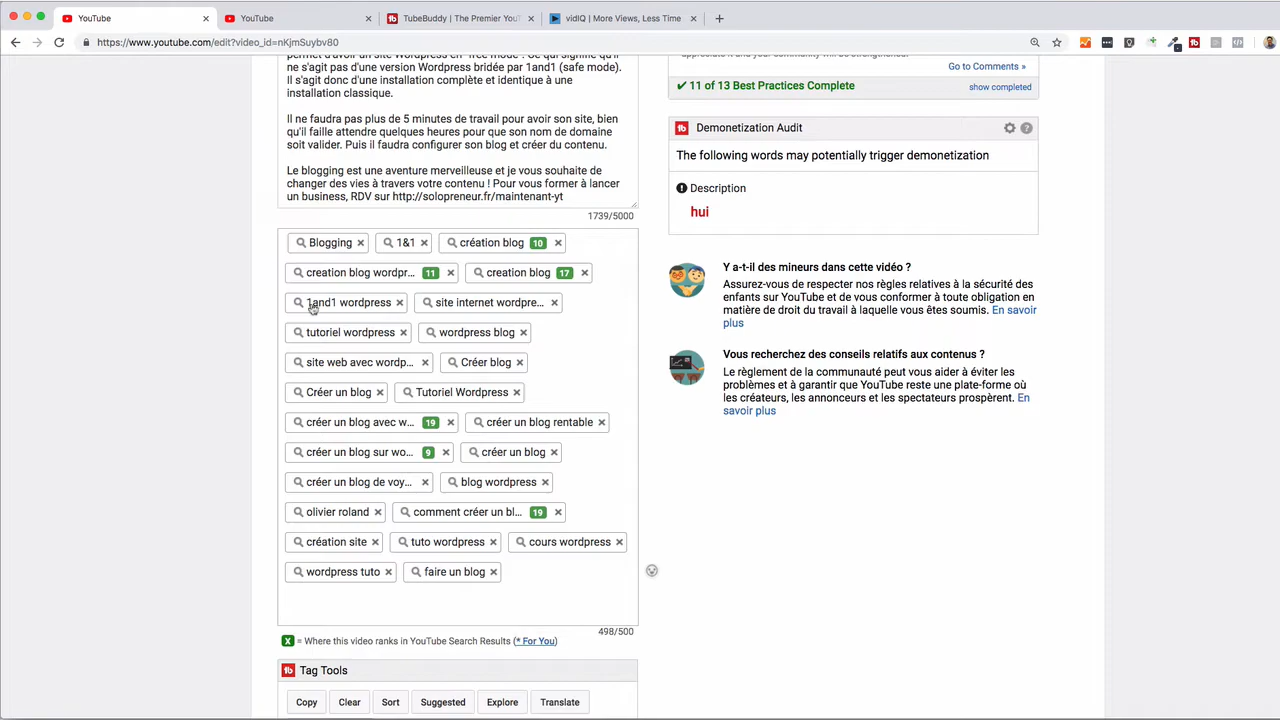 YouTube
YouTube
TubeBuddy | The Premier You
vidIQ | More Views, Less Time
https://www.youtube.com/edit?video_id=nKjmSuybv80
ne s'agit pas d'une version Wordpress bridée par 1and1 (safe mode).
Il s'agit donc d'une installation complète et identique à une
installation classique.
Il ne faudra pas plus de 5 minutes de travail pour avoir son site, bien
qu'il faille attendre quelques heures pour que son nom de domaine
soit valider. Puis il faudra configurer son blog et créer du contenu.
Le blogging est une aventure merveilleuse et je vous souhaite de
changer des vies à travers votre contenu ! Pour vous former à lancer
un business, RDV sur http://solopreneur.fr/maintenant-yt
1739/5000
Blogging
1&1
création blog 10
creation blog wordpr... 11
creation blog 17
1and1 wordpress
site internet wordpre...
tutoriel wordpress
wordpress blog
site web avec wordp...
Créer blog
Créer un blog
Tutoriel Wordpress
créer un blog avec w... 19
créer un blog rentable
créer un blog sur wo... 9
créer un blog
créer un blog de voy...
blog wordpress
olivier roland
comment créer un bl... 19
création site
tuto wordpress
cours wordpress
wordpress tuto
faire un blog
498/500
X = Where this video ranks in YouTube Search Results (* For You)
Tag Tools
Copy
Clear
Sort
Suggested
Explore
Translate
Go to Comments »
11 of 13 Best Practices Complete
show completed
Demonetization Audit
The following words may potentially trigger demonetization
Description
hui
Y a-t-il des mineurs dans cette vidéo ?
Assurez-vous de respecter nos règles relatives à la sécurité des
enfants sur YouTube et de vous conformer à toute obligation en
matière de droit du travail à laquelle vous êtes soumis. En savoir
plus
Vous recherchez des conseils relatifs aux contenus ?
Le règlement de la communauté peut vous aider à éviter les
problèmes et à garantir que YouTube reste une plate-forme où
les créateurs, les annonceurs et les spectateurs prospèrent. En
savoir plus